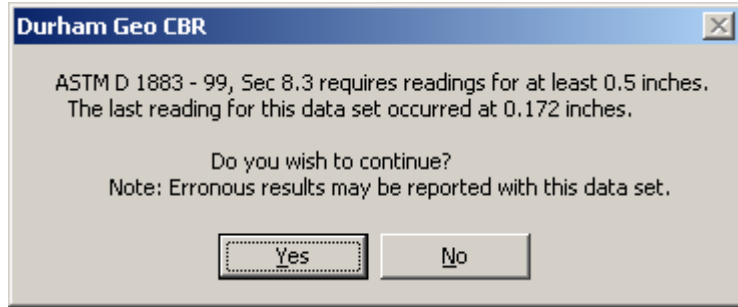 Durham Geo CBR
ASTM D 1883 - 99, Sec 8.3 requires readings for at least 0.5 inches.
The last reading for this data set occurred at 0.172 inches.
Do you wish to continue?
Note: Erronous results may be reported with this data set.
Yes
No